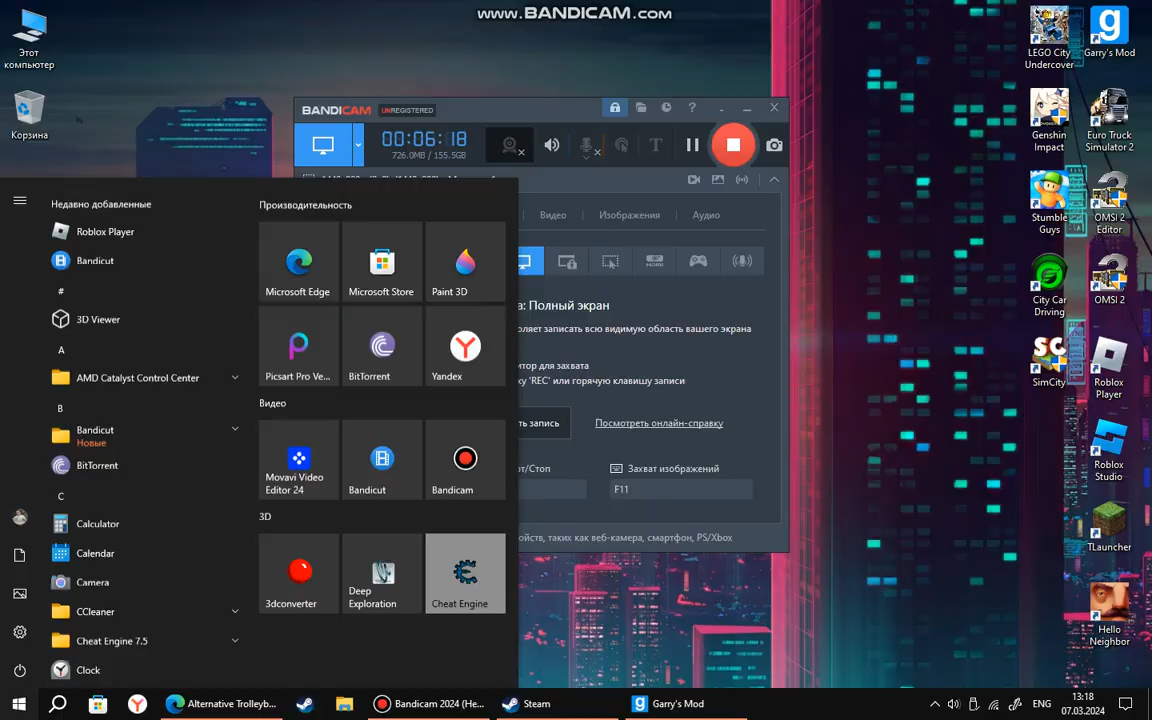 www.BANDICAM.com
Этот
компьютер
Корзина
BANDICAM UNREGISTERED
?
00:06:18
726.0MB / 155.5GB
Видео
Изображения
Аудио
а: Полный экран
оляет записать всю видимую область вашего экрана
итор для захвата
ку 'REC' или горячую клавишу записи
ть запись
Посмотреть онлайн-справку
от/Стоп
Захват изображений
F11
ойств, таких как веб-камера, смартфон, PS/Xbox
Недавно добавленные
Roblox Player
Bandicut
#
3D Viewer
A
AMD Catalyst Control Center
B
Bandicut
Новые
BitTorrent
C
Calculator
Calendar
Camera
CCleaner
Cheat Engine 7.5
Clock
Производительность
Microsoft Edge
Microsoft Store
Paint 3D
Picsart Pro Ve...
BitTorrent
Yandex
Видео
Movavi Video
Editor 24
Bandicut
Bandicam
3D
3dconverter
Deep
Exploration
Cheat Engine
LEGO City
Undercover
Garry's Mod
Genshin
Impact
Euro Truck
Simulator 2
Stumble
Guys
OMSI 2
Editor
City Car
Driving
OMSI 2
SimCity
Roblox
Player
Roblox
Studio
TLauncher
Hello
Neighbor
Alternative Trolleyb...
Bandicam 2024 (Не...
Steam
Garry's Mod
ENG
13:18
07.03.2024